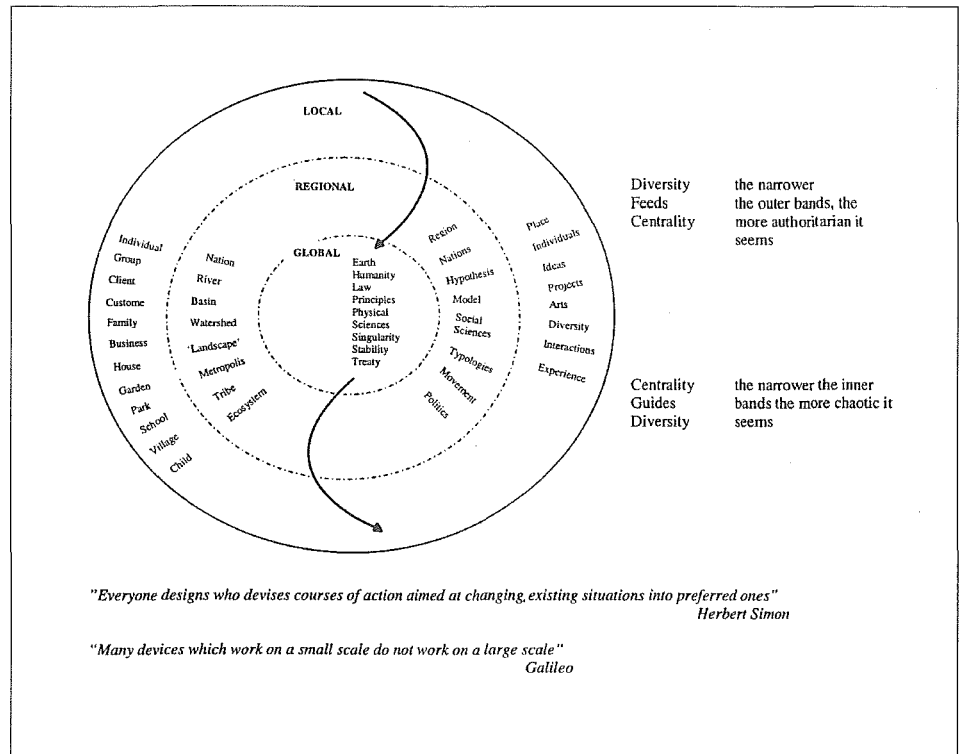 LOCAL
REGIONAL
GLOBAL
Individual
Group
Client
Custome
Family
Business
House
Garden
Park
School
Village
Child
Nation
River
Basin
Watershed
'Landscape'
Metropolis
Tribe
Ecosystem
Earth
Humanity
Law
Principles
Physical
Sciences
Singularity
Stability
Treaty
Region
Nations
Hypothesis
Model
Social
Sciences
Typologies
Movement
Politics
Place
Individuals
Ideas
Projects
Arts
Diversity
Interactions
Experience
Diversity the narrower
Feeds the outer bands, the
Centrality more authoritarian it
seems
Centrality the narrower the inner
Guides bands the more chaotic it
Diversity seems
"Everyone designs who devises courses of action aimed at changing, existing situations into preferred ones"
Herbert Simon
"Many devices which work on a small scale do not work on a large scale"
Galileo